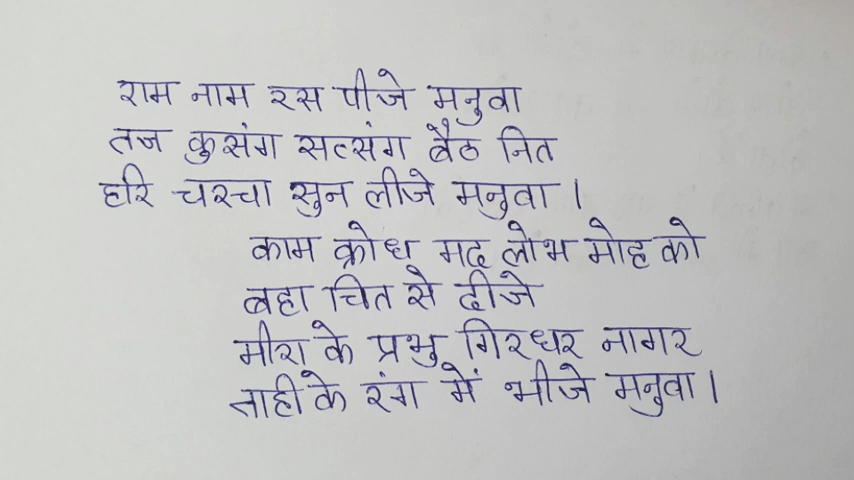 राम नाम रस पीजे मनुवा
तज कुसंग सत्संग बैठ नित
हरि चरचा सुन लीजे मनुवा।
काम क्रोध मद लोभ मोह को
बहा चित से दीजे
मीरा के प्रभु गिरधर नागर
ताही के रंग में भीजे मनुवा।